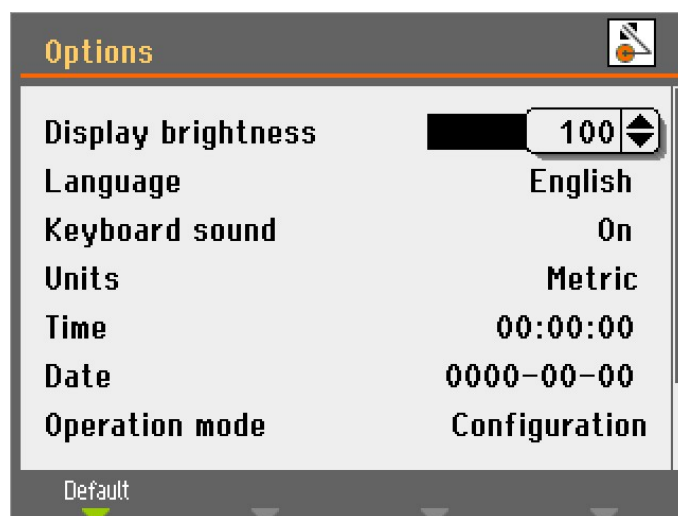 Options
Display brightness 100
Language English
Keyboard sound On
Units Metric
Time 00:00:00
Date 0000-00-00
Operation mode Configuration
Default